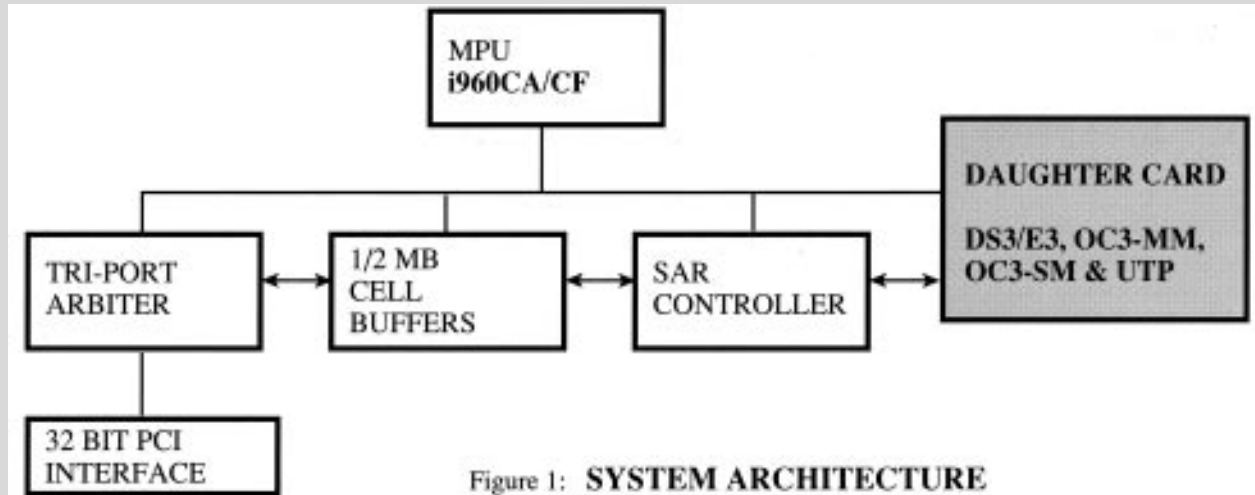 MPU
i960CA/CF
DAUGHTER CARD
DS3/E3, OC3-MM,
OC3-SM & UTP
TRI-PORT
ARBITER
1/2 MB
CELL
BUFFERS
SAR
CONTROLLER
32 BIT PCI
INTERFACE
Figure 1: SYSTEM ARCHITECTURE